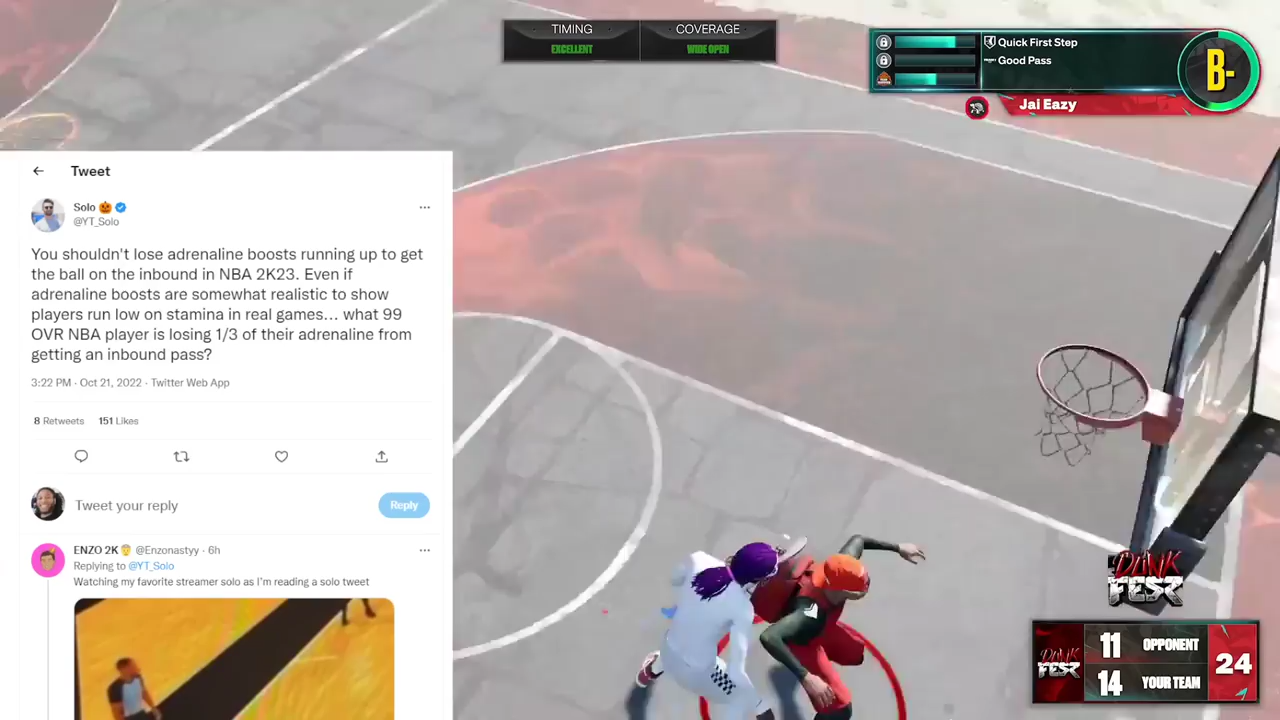 TIMING
EXCELLENT
COVERAGE
WIDE OPEN
Quick First Step
Good Pass
B-
Jai Eazy
Tweet
Solo
@YT_Solo
You shouldn't lose adrenaline boosts running up to get
the ball on the inbound in NBA 2K23. Even if
adrenaline boosts are somewhat realistic to show
players run low on stamina in real games... what 99
OVR NBA player is losing 1/3 of their adrenaline from
getting an inbound pass?
3:22 PM · Oct 21, 2022 · Twitter Web App
8 Retweets 151 Likes
Tweet your reply
Reply
ENZO 2K @Enzonastyy · 6h
Replying to @YT_Solo
Watching my favorite streamer solo as I'm reading a solo tweet
DUNK
FEST
DUNK
FEST
11 OPPONENT
14 YOUR TEAM
24